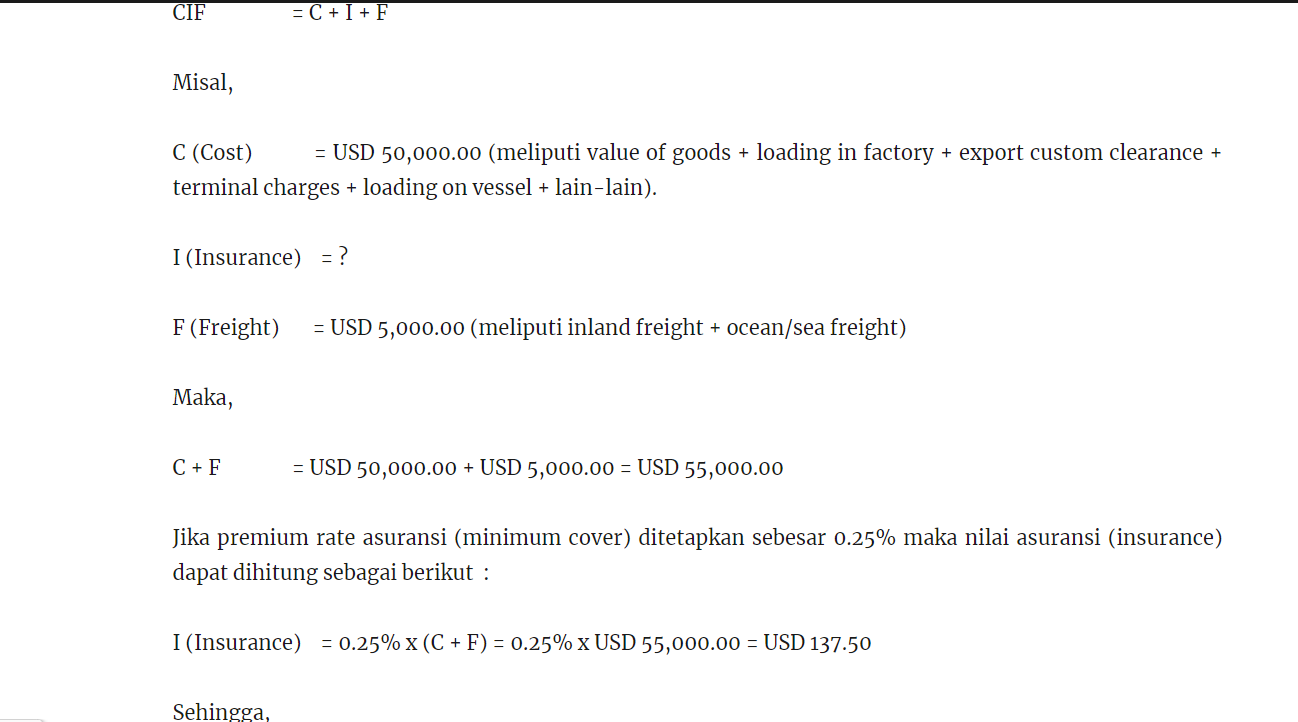 CIF = C + I + F
Misal,
C (Cost) = USD 50,000.00 (meliputi value of goods + loading in factory + export custom clearance +
terminal charges + loading on vessel + lain-lain).
I (Insurance) = ?
F (Freight) = USD 5,000.00 (meliputi inland freight + ocean/sea freight)
Maka,
C + F = USD 50,000.00 + USD 5,000.00 = USD 55,000.00
Jika premium rate asuransi (minimum cover) ditetapkan sebesar 0.25% maka nilai asuransi (insurance)
dapat dihitung sebagai berikut :
I (Insurance) = 0.25% x (C + F) = 0.25% x USD 55,000.00 = USD 137.50
Sehingga,